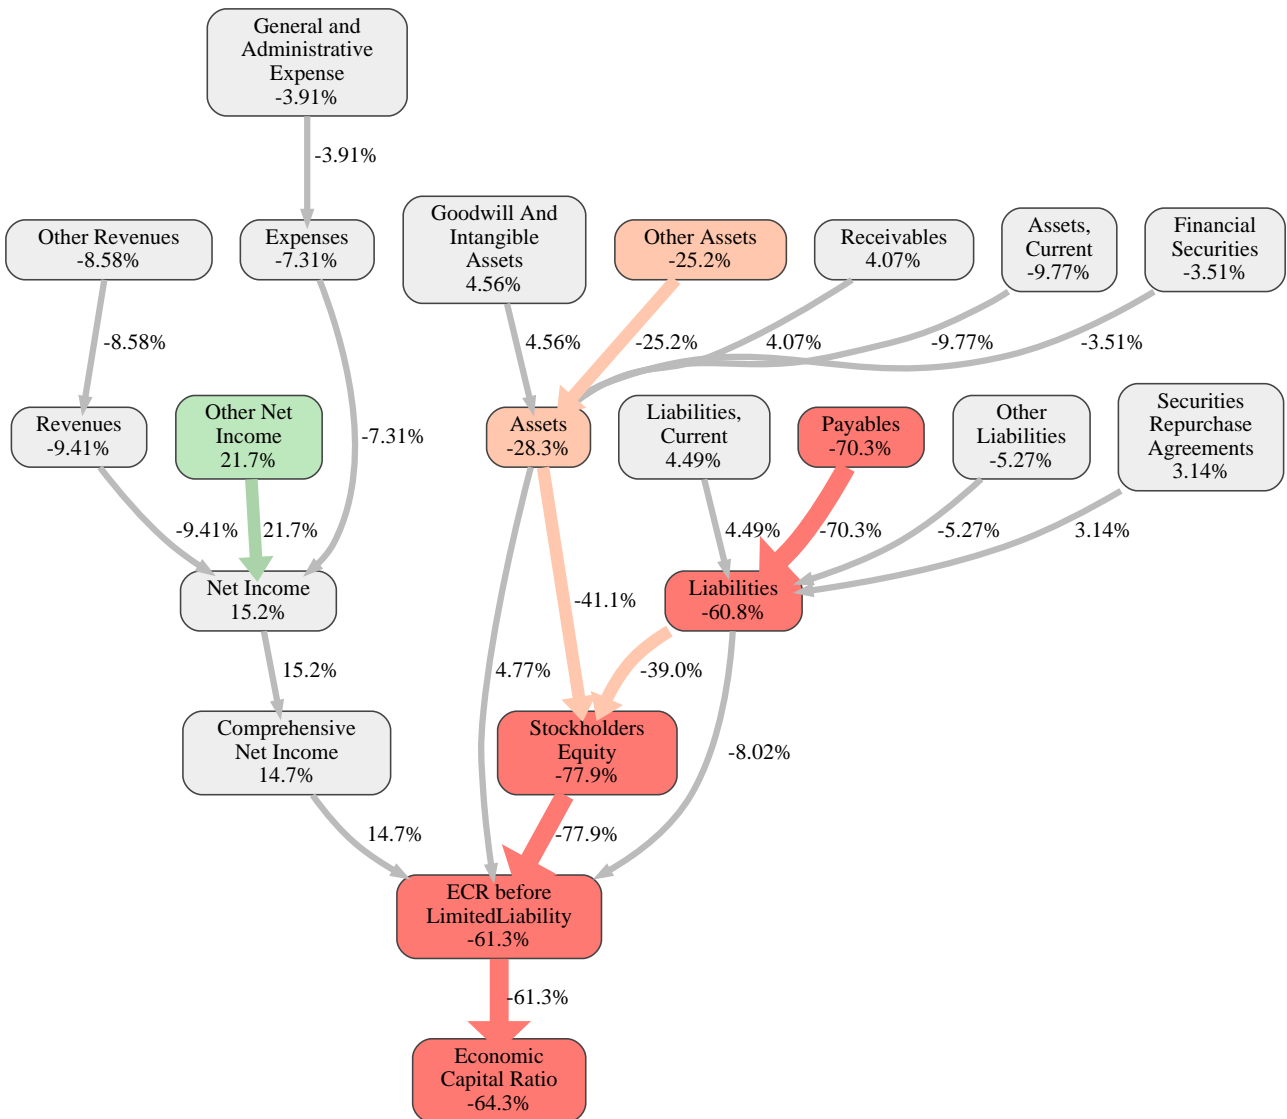 General and
Administrative
Expense
-3.91%
-3.91%
Other Revenues
-8.58%
Expenses
-7.31%
Goodwill And
Intangible
Assets
4.56%
Other Assets
-25.2%
Receivables
4.07%
Assets,
Current
-9.77%
Financial
Securities
-3.51%
-8.58%
4.56%
-25.2%
4.07%
-9.77%
-3.51%
Revenues
-9.41%
Other Net
Income
21.7%
-7.31%
Assets
-28.3%
Liabilities,
Current
4.49%
Payables
-70.3%
Other
Liabilities
-5.27%
Securities
Repurchase
Agreements
3.14%
-9.41%
21.7%
4.49%
-70.3%
-5.27%
3.14%
Net Income
15.2%
-41.1%
Liabilities
-60.8%
15.2%
4.77%
-39.0%
Comprehensive
Net Income
14.7%
Stockholders
Equity
-77.9%
-8.02%
14.7%
-77.9%
ECR before
LimitedLiability
-61.3%
-61.3%
Economic
Capital Ratio
-64.3%